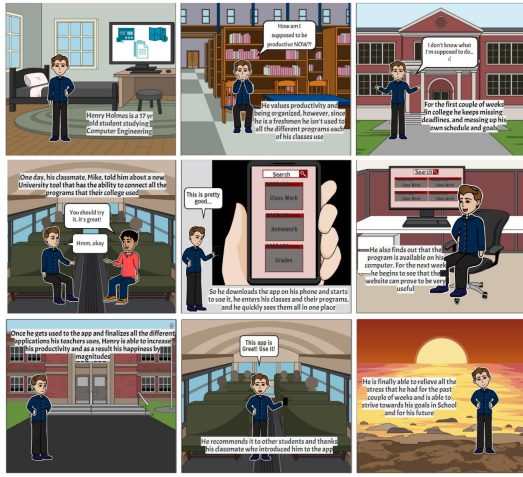 Henry Holmes is a 17 yr
old student studying
Computer Engineering
How am I
supposed to be
productive NOW?!
He values productivity and
being organized, however, since
he is a freshmen he isn't used to
all the different programs each
of his classes use
I don't know what
I'm supposed to do...
:(
For the first couple of weeks
in college he keeps missing
deadlines, and messing up his
own schedule and goals
One day, his classmate, Mike, told him about a new
University tool that has the ability to connect all the
programs that their college used
You should try
it, it's great!
Hmm, okay
This is pretty
good...
Search
Class Work
Homework
Grades
So he downloads the app on his phone and starts
to use it, he enters his classes and their programs,
and he quickly sees them all in one place
Search
Class Work
Class Work
Class Work
Class Work
He also finds out that the
program is available on his
computer. For the next week
he begins to see that the
website can prove to be very
useful
Once he gets used to the app and finalizes all the different
applications his teachers uses, Henry is able to increase
his productivity and as a result his happiness by
magnitudes
This app is
Great! Use it!
He recommends it to other students and thanks
his classmate who introduced him to the app
He is finally able to relieve all the
stress that he had for the past
couple of weeks and is able to
strive towards his goals in School
and for his future